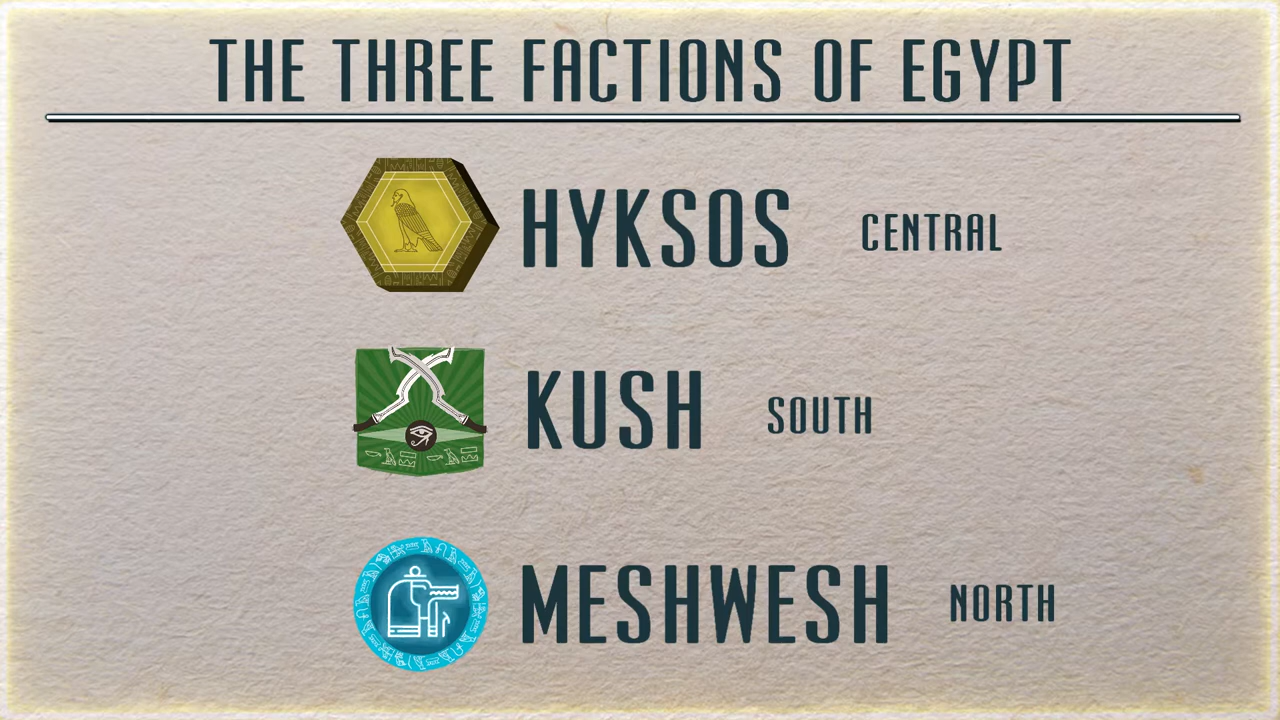 THE THREE FACTIONS OF EGYPT
HYKSOS CENTRAL
KUSH SOUTH
MESHWESH NORTH